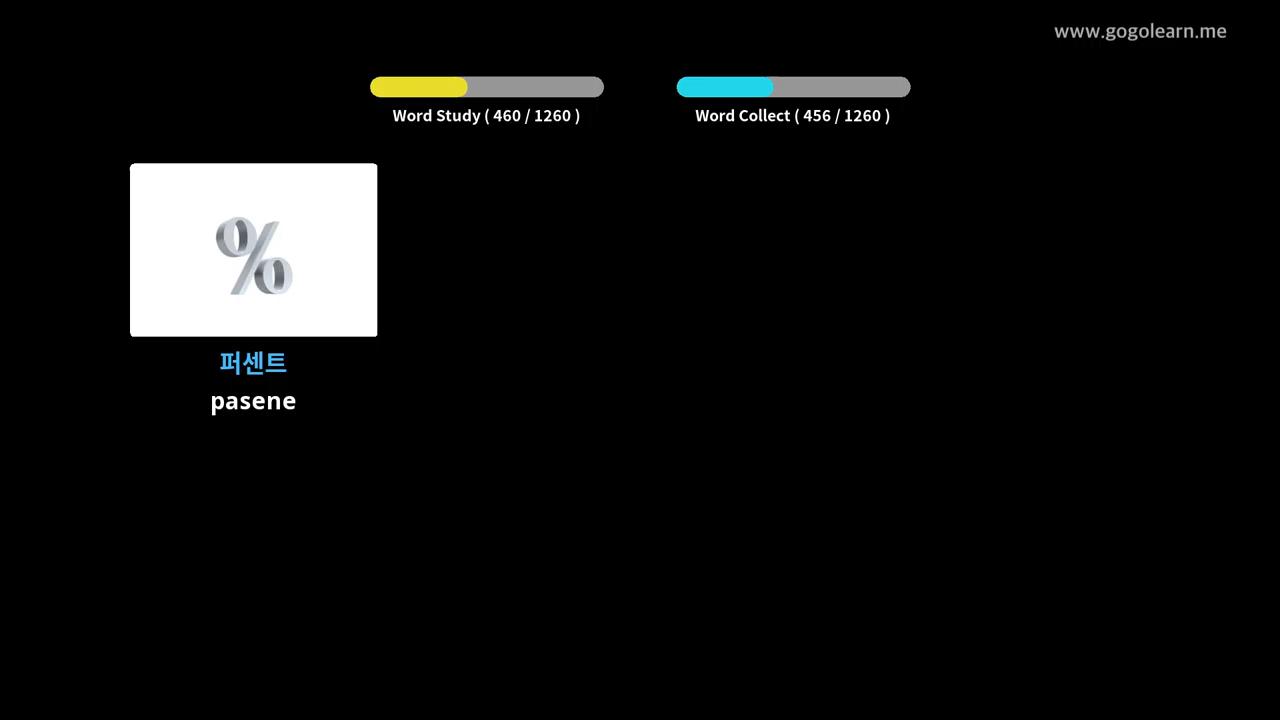 www.gogolearn.me
Word Study ( 460 / 1260 )
Word Collect ( 456 / 1260 )
%
퍼센트
pasene